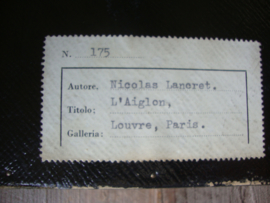 N. 175
Autore. Nicolas Lancret.
Titolo: L'Aiglon,
Galleria: Louvre, Paris.